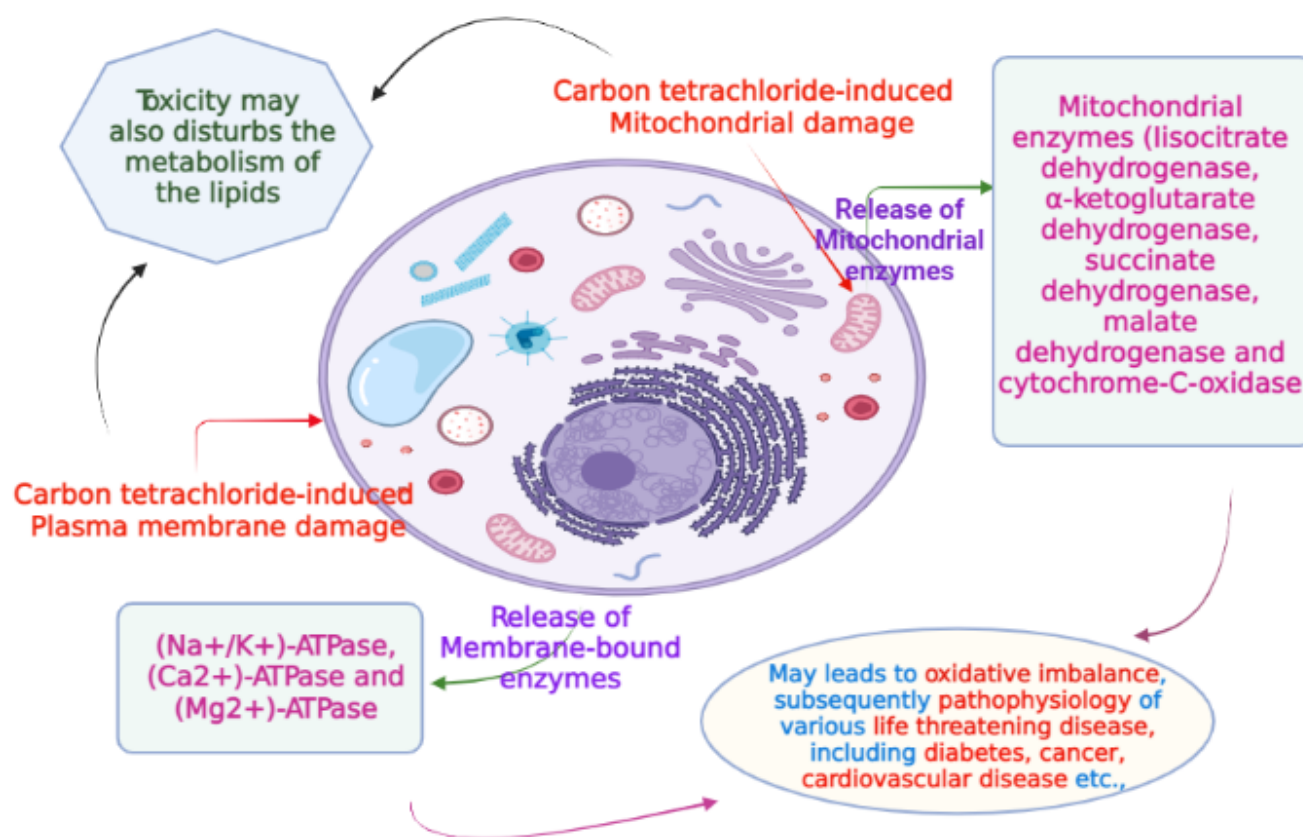 Toxicity may
also disturbs the
metabolism of
the lipids
Carbon tetrachloride-induced
Mitochondrial damage
Mitochondrial
enzymes (lisocitrate
dehydrogenase,
α-ketoglutarate
dehydrogenase,
succinate
dehydrogenase,
malate
dehydrogenase and
cytochrome-C-oxidase
Release of
Mitochondrial
enzymes
Carbon tetrachloride-induced
Plasma membrane damage
Release of
Membrane-bound
enzymes
(Na+/K+)-ATPase,
(Ca2+)-ATPase and
(Mg2+)-ATPase
May leads to oxidative imbalance,
subsequently pathophysiology of
various life threatening disease,
including diabetes, cancer,
cardiovascular disease etc.,